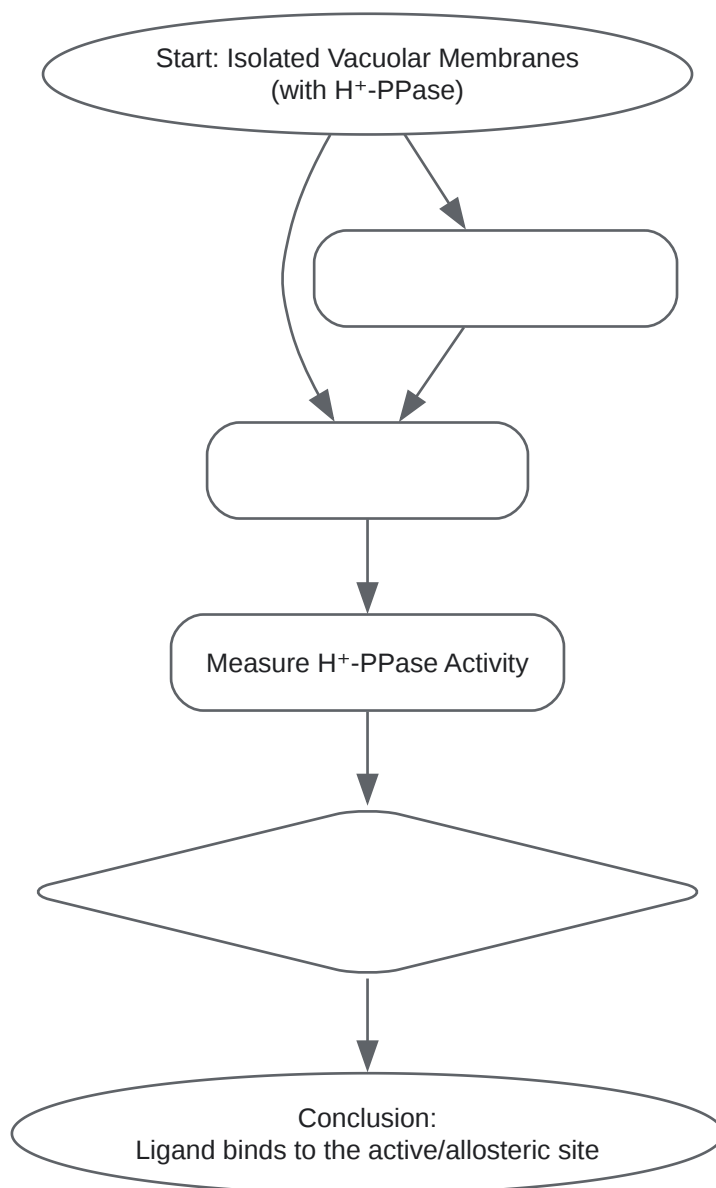 Start: Isolated Vacuolar Membranes
(with H⁺-PPase)
Measure H⁺-PPase Activity
Conclusion:
Ligand binds to the active/allosteric site